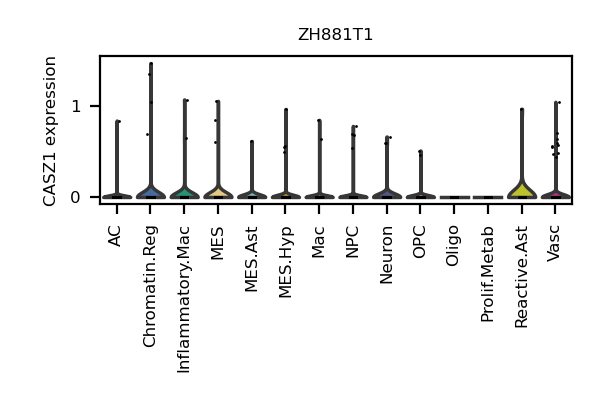 ZH881T1
CASZ1 expression
1
0
AC
Chromatin.Reg
Inflammatory.Mac
MES
MES.Ast
MES.Hyp
Mac
NPC
Neuron
OPC
Oligo
Prolif.Metab
Reactive.Ast
Vasc